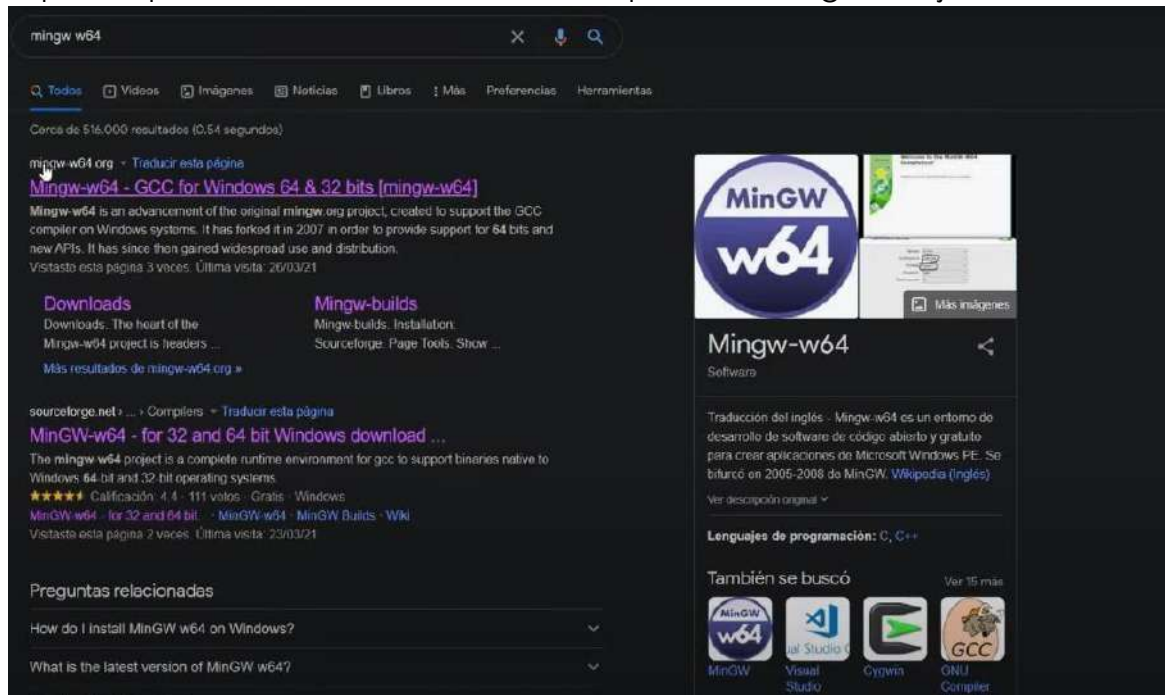 mingw w64
Todos Vídeos Imágenes Noticias Libros Más Preferencias Herramientas
Cerca de 516.000 resultados (0.54 segundos)
mingw-w64.org Traducir esta página
Mingw-w64 - GCC for Windows 64 & 32 bits [mingw-w64]
Mingw-w64 is an advancement of the original mingw.org project, created to support the GCC
compiler on Windows systems. It has forked it in 2007 in order to provide support for 64 bits and
new APIs. It has since then gained widespread use and distribution.
Visitaste esta página 3 veces. Última visita: 26/03/21
Downloads
Downloads. The heart of the
Mingw-w64 project is headers ...
Mingw-builds
Mingw-builds. Installation:
Sourceforge. Page Tools. Show ...
Más resultados de mingw-w64.org »
sourceforge.net › ... › Compilers Traducir esta página
MinGW-w64 - for 32 and 64 bit Windows download ...
The mingw-w64 project is a complete runtime environment for gcc to support binaries native to
Windows 64-bit and 32-bit operating systems.
Calificación: 4.4 · 111 votos · Gratis · Windows
MinGW-w64 - for 32 and 64 bit... · MinGW-w64 · MinGW Builds · Wiki
Visitaste esta página 2 veces. Última visita: 23/03/21
Preguntas relacionadas
How do I install MinGW w64 on Windows?
What is the latest version of MinGW w64?
MinGW
w64
Más imágenes
Mingw-w64
Software
Traducción del inglés - Mingw-w64 es un entorno de
desarrollo de software de código abierto y gratuito
para crear aplicaciones de Microsoft Windows PE. Se
bifurcó en 2005-2008 de MinGW. Wikipedia (Inglés)
Ver descripción original
Lenguajes de programación: C, C++
También se buscó Ver 15 más
MinGW
w64
ual Studio C
GCC
MinGW Visual Cygwin GNU
Studio Compiler